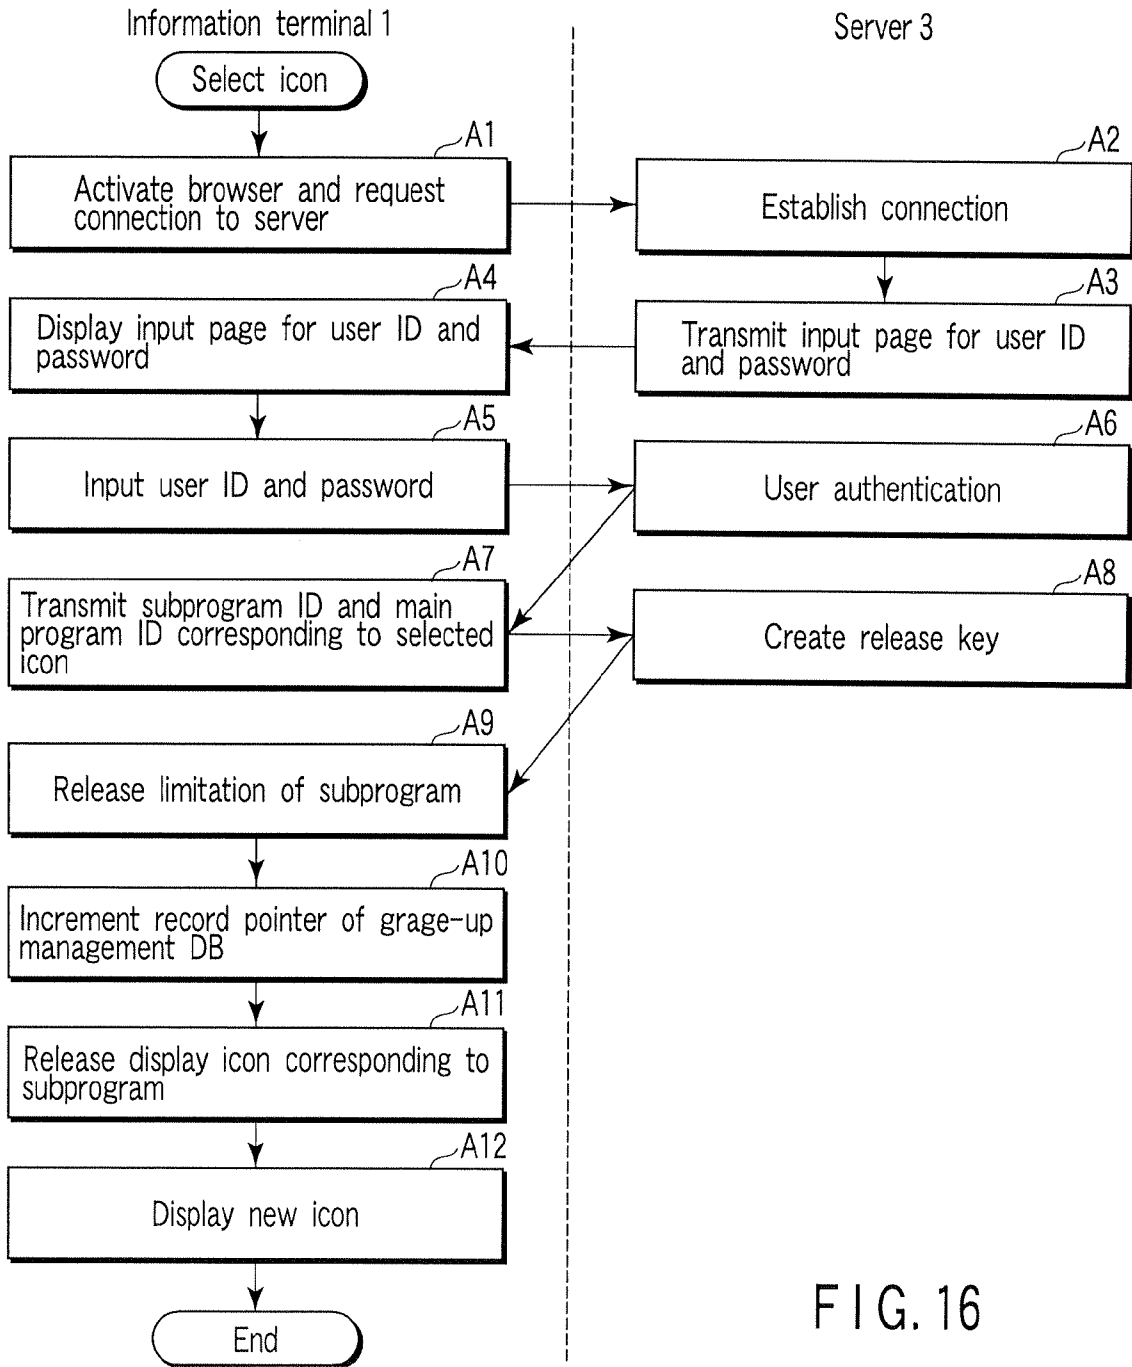 Information terminal 1
Server 3
Select icon
A1
Activate browser and request
connection to server
A2
Establish connection
A4
Display input page for user ID and
password
A3
Transmit input page for user ID
and password
A5
Input user ID and password
A6
User authentication
A7
Transmit subprogram ID and main
program ID corresponding to selected
icon
A8
Create release key
A9
Release limitation of subprogram
A10
Increment record pointer of grage-up
management DB
A11
Release display icon corresponding to
subprogram
A12
Display new icon
End
FIG. 16